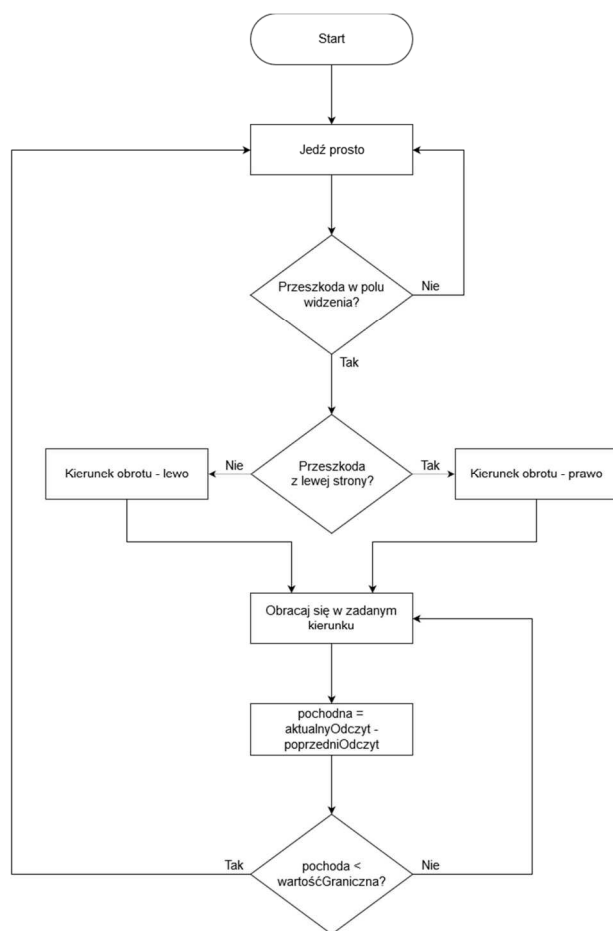 Start
Jedź prosto
Przeszkoda w polu
widzenia?
Nie
Tak
Kierunek obrotu - lewo
Nie
Przeszkoda
z lewej strony?
Tak
Kierunek obrotu - prawo
Obracaj się w zadanym
kierunku
pochodna =
aktualnyOdczyt -
poprzedniOdczyt
Tak
pochoda <
wartośćGraniczna?
Nie